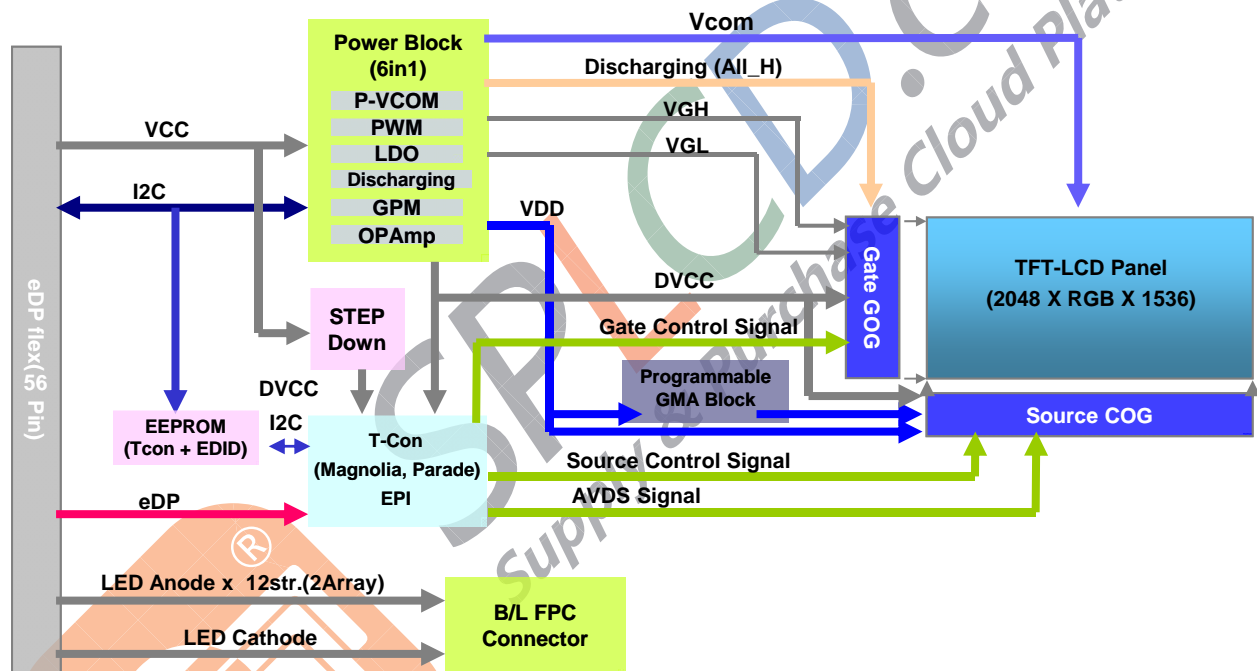 Vcom
Power Block
(6in1)
Discharging (All_H)
P-VCOM
VGH
PWM
VCC
VGL
LDO
Discharging
I2C
GPM
VDD
OPAmp
eDP flex(56 Pin)
Gate GOG
TFT-LCD Panel
(2048 X RGB X 1536)
DVCC
STEP
Down
Gate Control Signal
Programmable
GMA Block
DVCC
Source COG
I2C
EEPROM
(Tcon + EDID)
T-Con
(Magnolia, Parade)
EPI
Source Control Signal
eDP
AVDS Signal
LED Anode x 12str.(2Array)
B/L FPC
Connector
LED Cathode
SPLCD.C
Supply & Purchase Cloud Pla
®